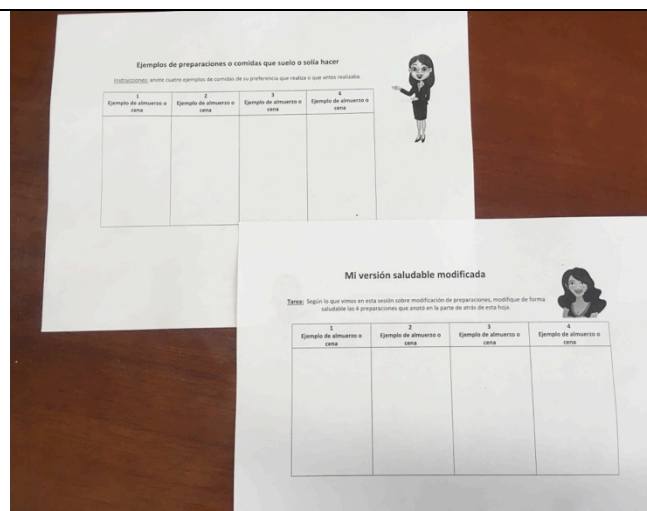 Ejemplos de preparaciones o comidas que suelo o solía hacer
Instrucciones: anote cuatro ejemplos de comidas de su preferencia que realiza o que antes realizaba.
1
Ejemplo de almuerzo o
cena
2
Ejemplo de almuerzo o
cena
3
Ejemplo de almuerzo o
cena
4
Ejemplo de almuerzo o
cena
Mi versión saludable modificada
Tarea: Según lo que vimos en esta sesión sobre modificación de preparaciones, modifique de forma
saludable las 4 preparaciones que anotó en la parte de atrás de esta hoja.
1
Ejemplo de almuerzo o
cena
2
Ejemplo de almuerzo o
cena
3
Ejemplo de almuerzo o
cena
4
Ejemplo de almuerzo o
cena